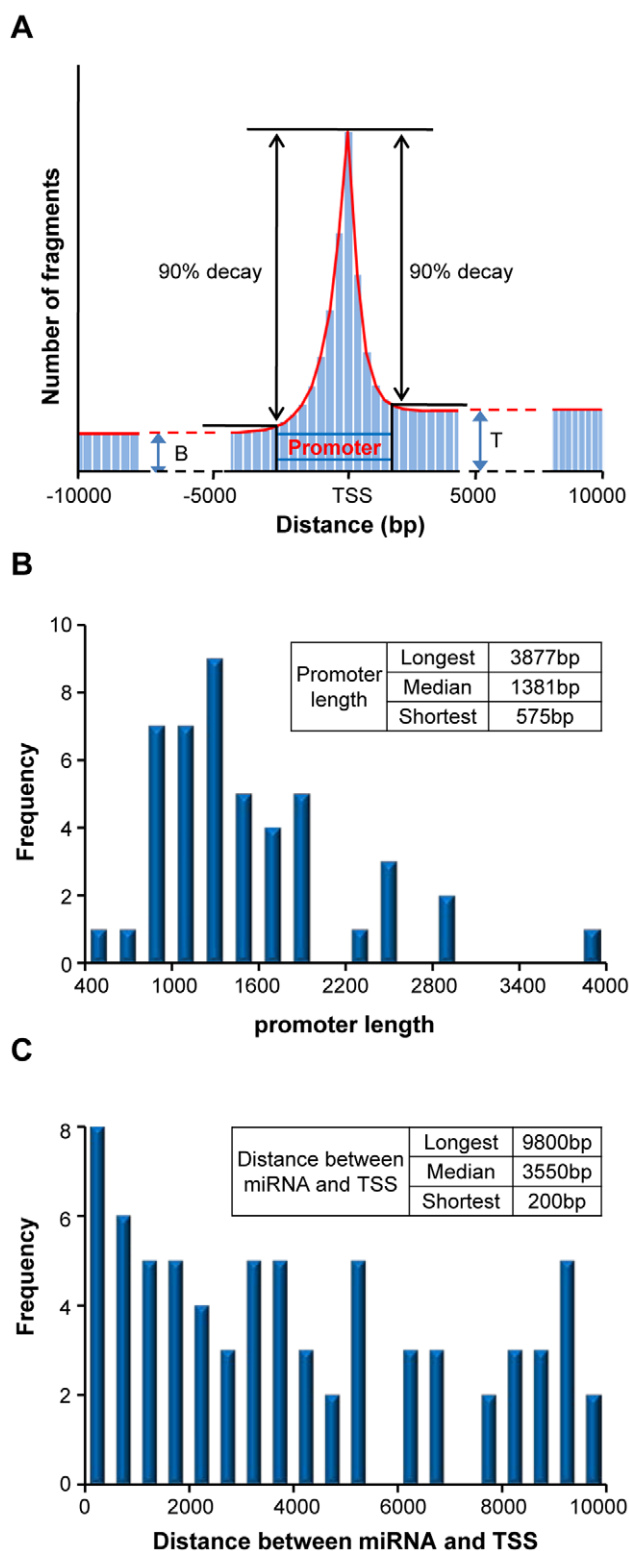 A
Number of fragments
90% decay
90% decay
Promoter
B
T
-10000
-5000
TSS
5000
10000
Distance (bp)
B
Frequency
10
8
6
4
2
0
Promoter length
Longest
3877bp
Median
1381bp
Shortest
575bp
400
1000
1600
2200
2800
3400
4000
promoter length
C
Frequency
8
6
4
2
0
Distance between miRNA and TSS
Longest
9800bp
Median
3550bp
Shortest
200bp
0
2000
4000
6000
8000
10000
Distance between miRNA and TSS